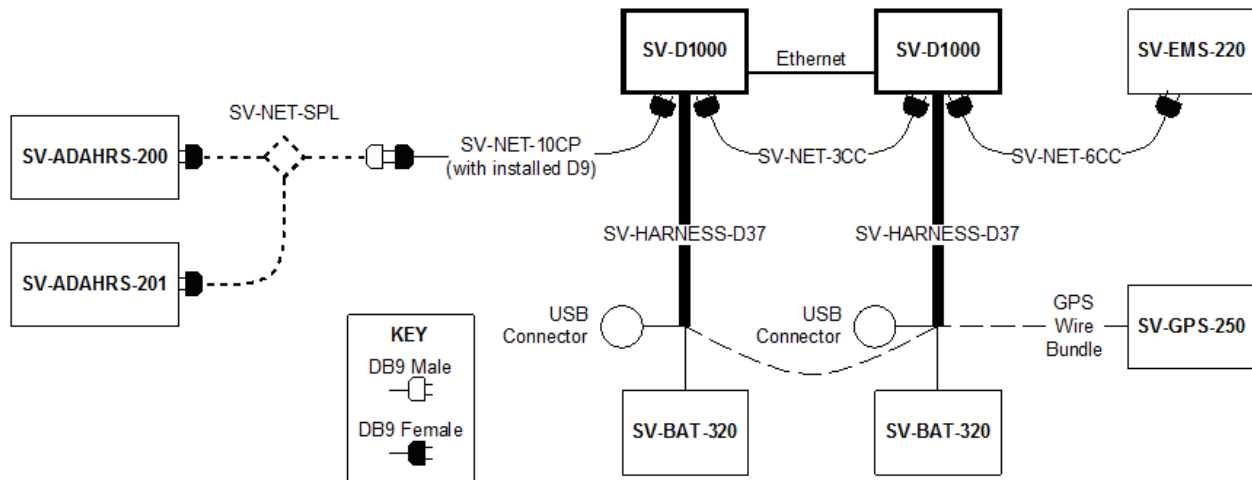 SV-D1000
Ethernet
SV-D1000
SV-EMS-220
SV-NET-SPL
SV-ADAHRS-200
SV-NET-10CP
(with installed D9)
SV-NET-3CC
SV-NET-6CC
SV-HARNESS-D37
SV-HARNESS-D37
SV-ADAHRS-201
USB
Connector
USB
Connector
GPS
Wire
Bundle
SV-GPS-250
KEY
DB9 Male
DB9 Female
SV-BAT-320
SV-BAT-320